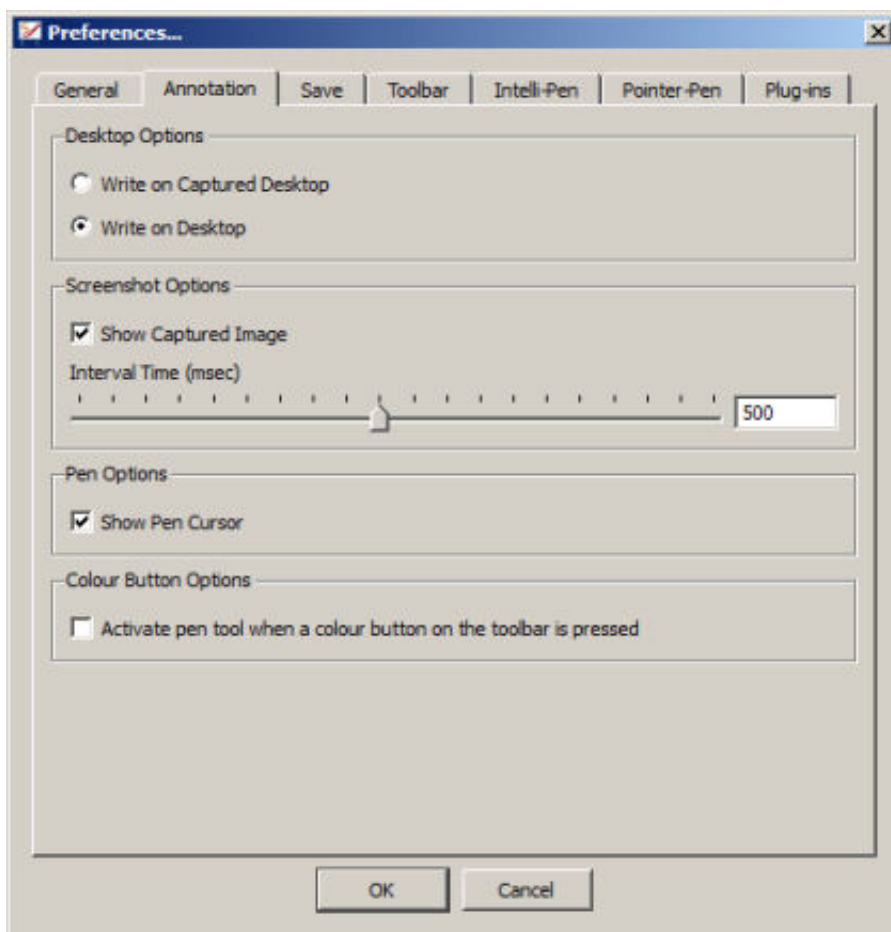 Preferences...
General Annotation Save Toolbar Intelli-Pen Pointer-Pen Plug-ins
Desktop Options
Write on Captured Desktop
Write on Desktop
Screenshot Options
Show Captured Image
Interval Time (msec)
500
Pen Options
Show Pen Cursor
Colour Button Options
Activate pen tool when a colour button on the toolbar is pressed
OK Cancel